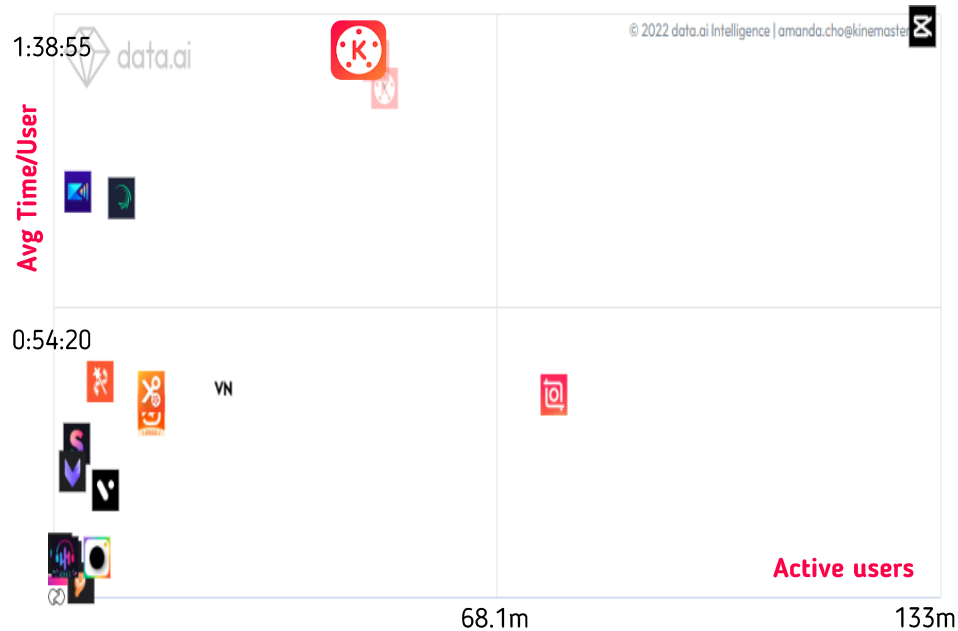 1:38:55
data.ai
© 2022 data.ai Intelligence | amanda.cho@kinemaster
K
K
Avg Time/User
0:54:20
VN
S
Active users
68.1m
133m